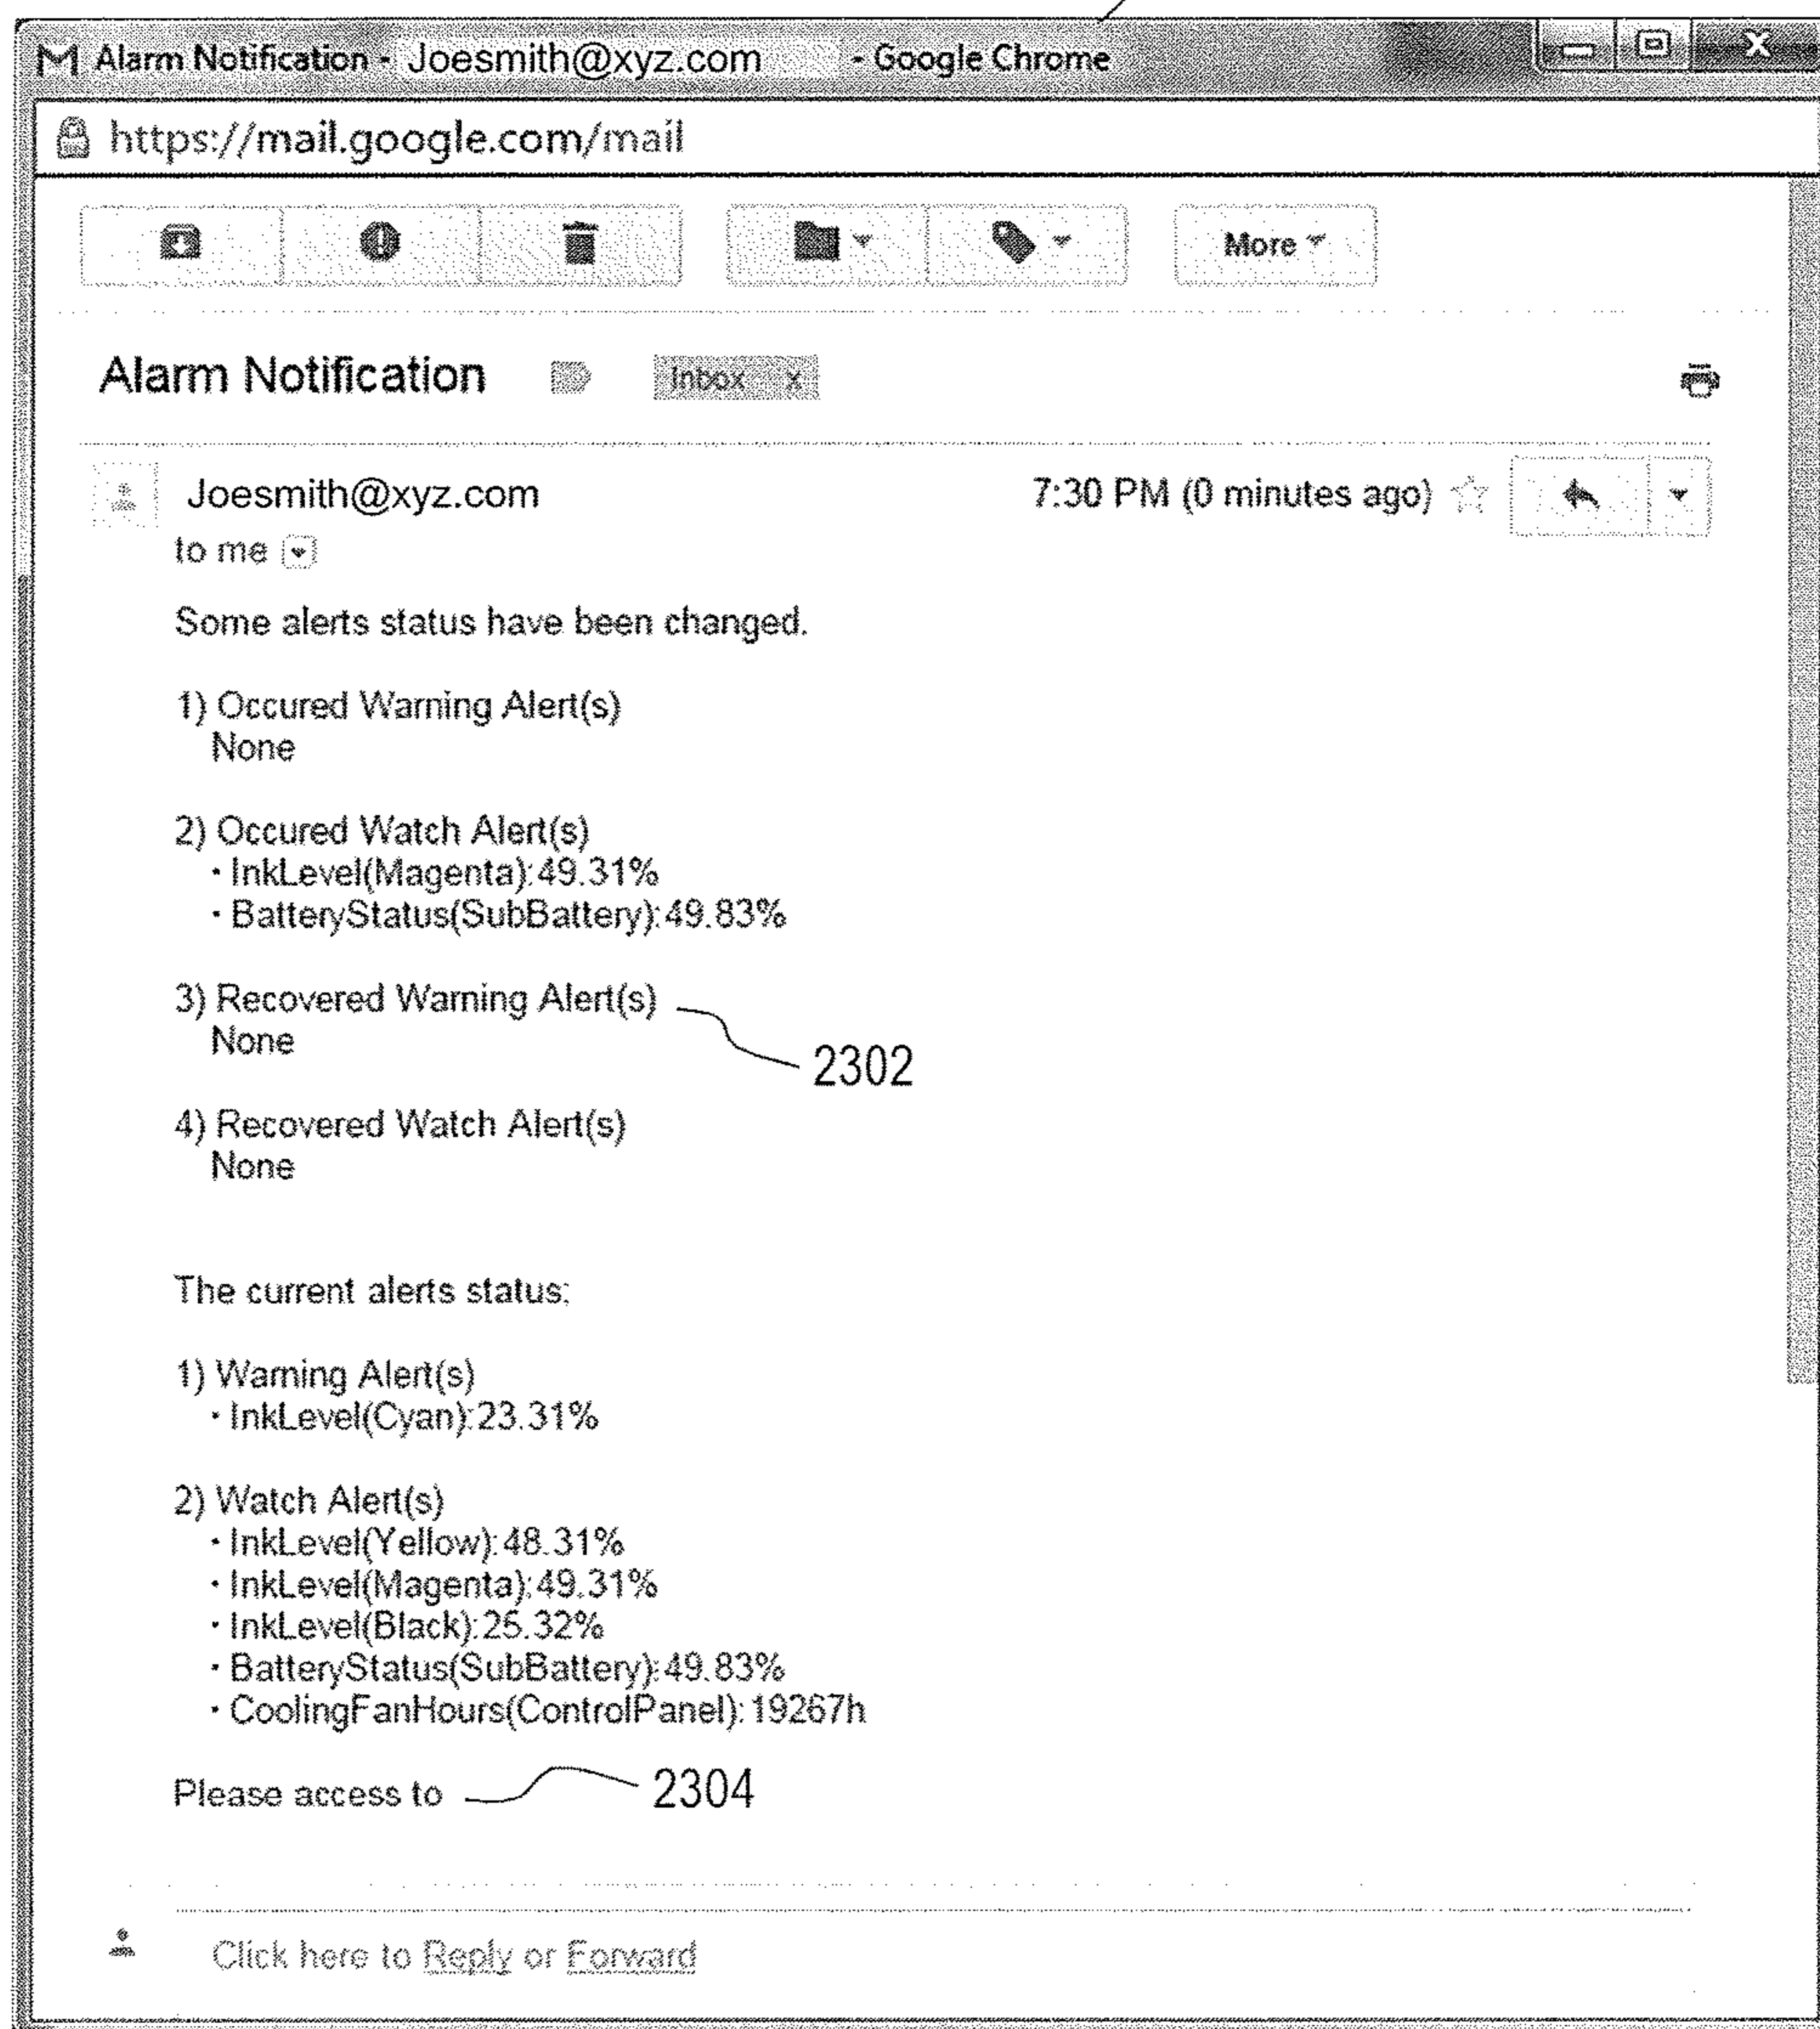 Alarm Notification - Joesmith@xyz.com - Google Chrome
https://mail.google.com/mail
More
Alarm Notification Inbox x
Joesmith@xyz.com 7:30 PM (0 minutes ago)
to me
Some alerts status have been changed.
1) Occured Warning Alert(s)
None
2) Occured Watch Alert(s)
· InkLevel(Magenta):49.31%
· BatteryStatus(SubBattery):49.83%
3) Recovered Warning Alert(s)
None
2302
4) Recovered Watch Alert(s)
None
The current alerts status;
1) Warning Alert(s)
· InkLevel(Cyan):23.31%
2) Watch Alert(s)
· InkLevel(Yellow):48.31%
· InkLevel(Magenta):49.31%
· InkLevel(Black):25.32%
· BatteryStatus(SubBattery):49.83%
· CoolingFanHours(ControlPanel):19267h
Please access to 2304
Click here to Reply or Forward